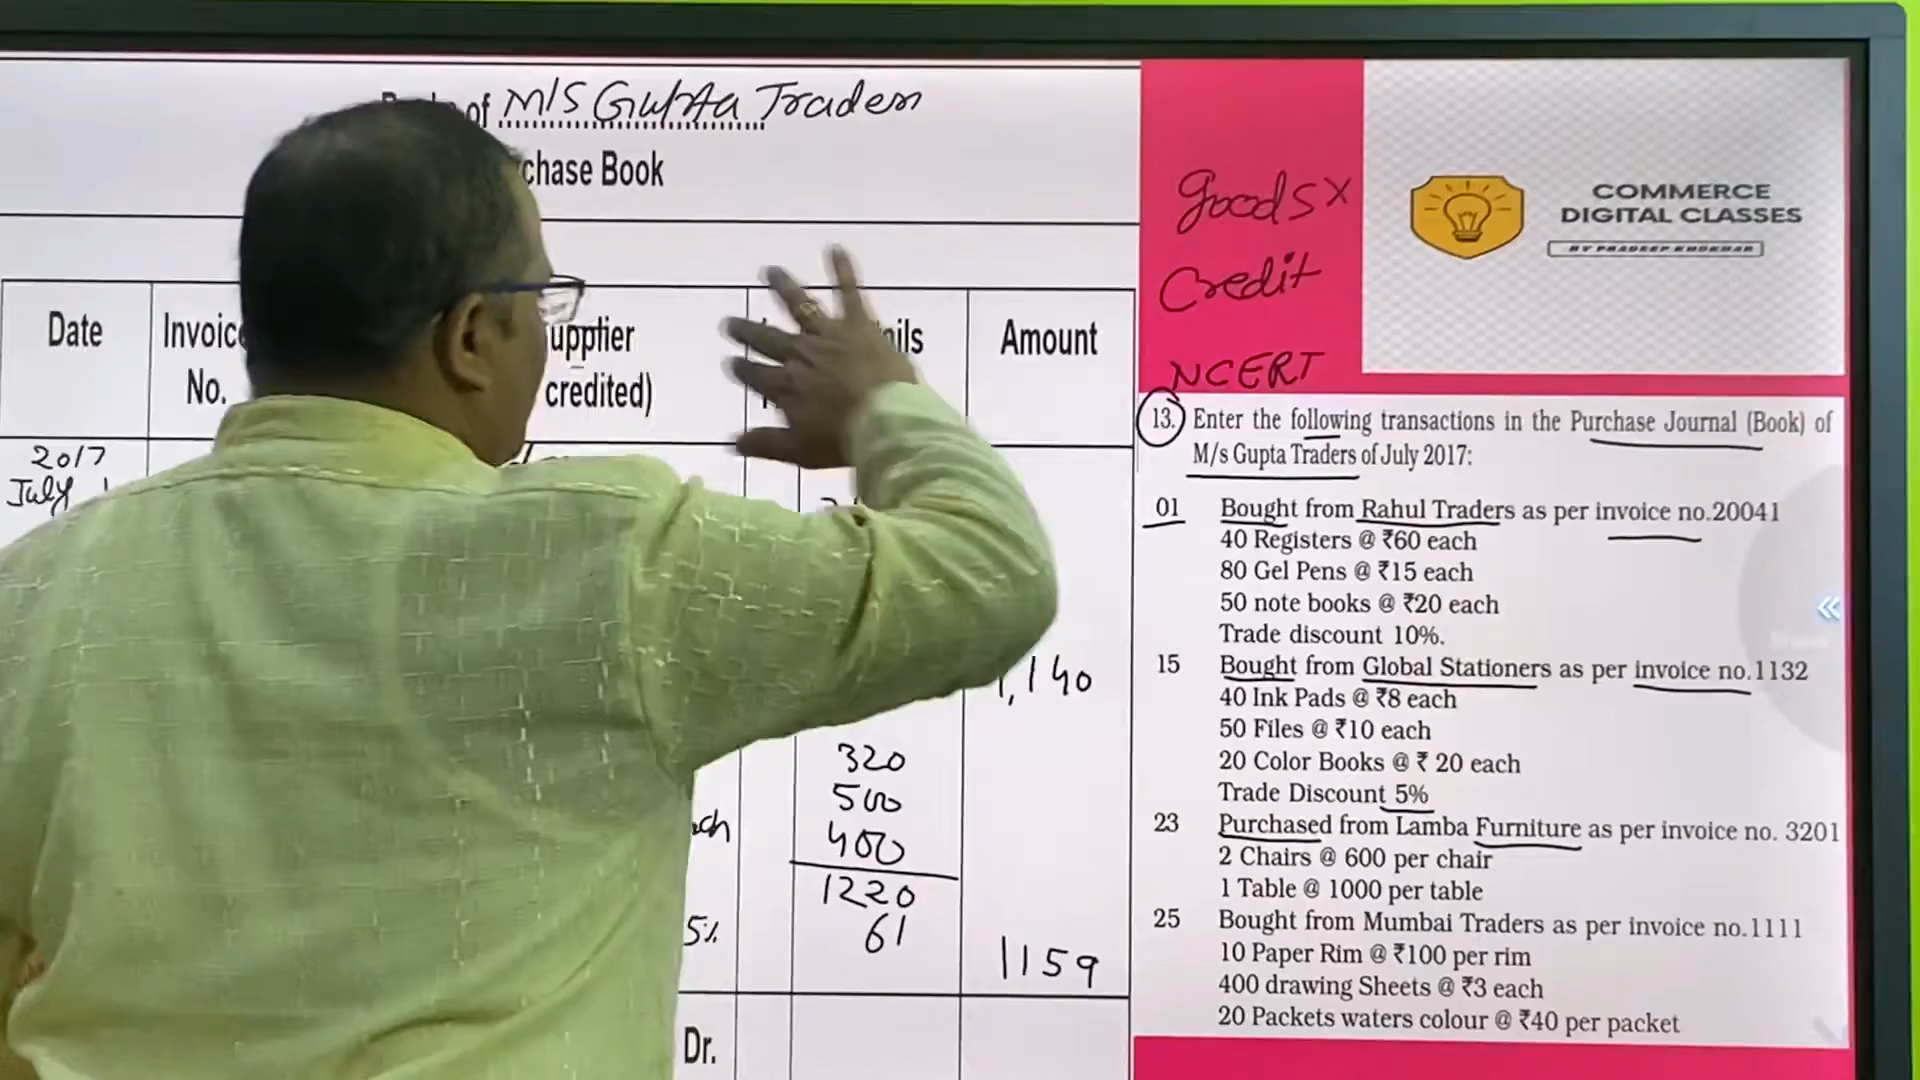 of M/S Gupta Traders
chase Book
Date
Invoice
No.
upplier
credited)
ils
Amount
2017
July 1
,140
320
500
400
1220
5% 61
1159
Dr.
Goods x
Credit
NCERT
COMMERCE
DIGITAL CLASSES
BY PRADEEP KHOKHAR
13. Enter the following transactions in the Purchase Journal (Book) of
M/s Gupta Traders of July 2017:
01 Bought from Rahul Traders as per invoice no.20041
40 Registers @ ₹60 each
80 Gel Pens @ ₹15 each
50 note books @ ₹20 each
Trade discount 10%.
15 Bought from Global Stationers as per invoice no.1132
40 Ink Pads @ ₹8 each
50 Files @ ₹10 each
20 Color Books @ ₹ 20 each
Trade Discount 5%
23 Purchased from Lamba Furniture as per invoice no. 3201
2 Chairs @ 600 per chair
1 Table @ 1000 per table
25 Bought from Mumbai Traders as per invoice no.1111
10 Paper Rim @ ₹100 per rim
400 drawing Sheets @ ₹3 each
20 Packets waters colour @ ₹40 per packet